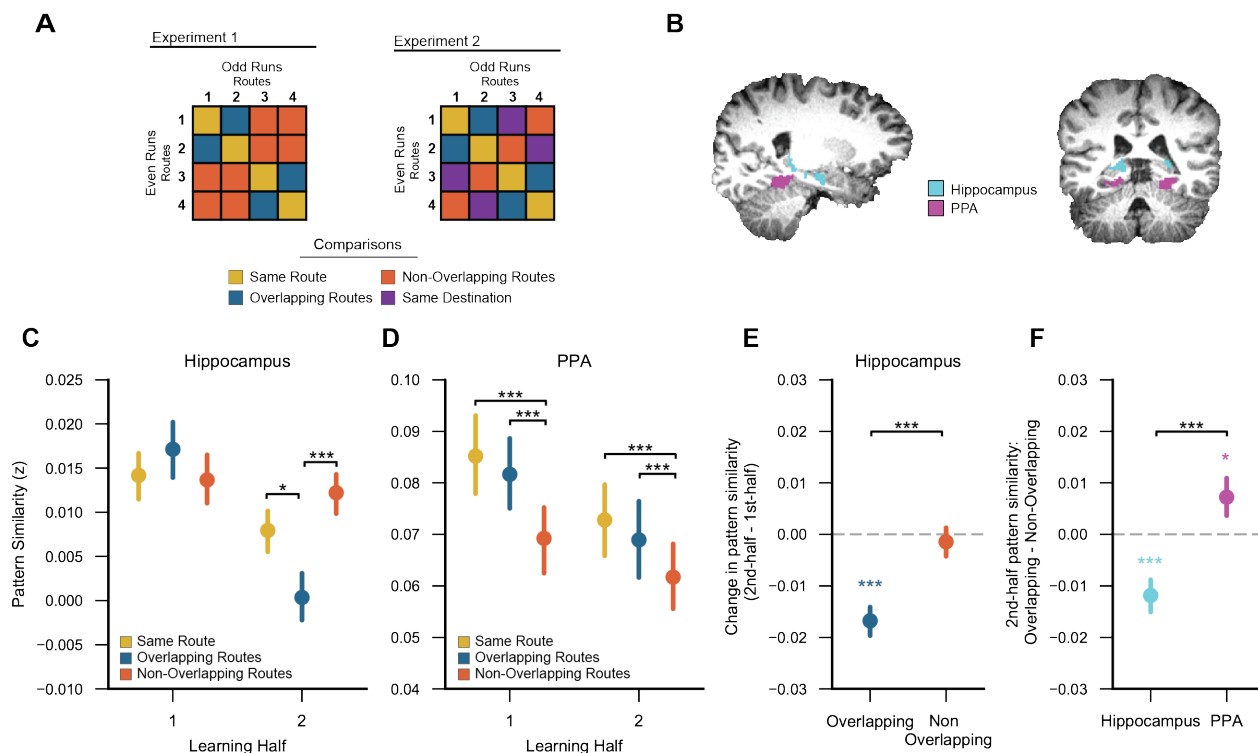 A
Experiment 1
Odd Runs
Routes
1 2 3 4
Even Runs
Routes
1
2
3
4
Experiment 2
Odd Runs
Routes
1 2 3 4
Even Runs
Routes
1
2
3
4
Comparisons
Same Route
Non-Overlapping Routes
Overlapping Routes
Same Destination
B
Hippocampus
PPA
C
Hippocampus
Pattern Similarity (z)
0.025
0.020
0.015
0.010
0.005
0.000
−0.005
−0.010
*
***
Same Route
Overlapping Routes
Non-Overlapping Routes
1 2
Learning Half
D
PPA
0.10
0.09
0.08
0.07
0.06
0.05
0.04
***
***
***
***
Same Route
Overlapping Routes
Non-Overlapping Routes
1 2
Learning Half
E
Hippocampus
Change in pattern similarity
(2nd-half - 1st-half)
0.03
0.02
0.01
0.00
−0.01
−0.02
−0.03
***
***
Overlapping
Non
Overlapping
F
2nd-half pattern similarity:
Overlapping - Non-Overlapping
0.03
0.02
0.01
0.00
−0.01
−0.02
−0.03
***
*
***
Hippocampus PPA